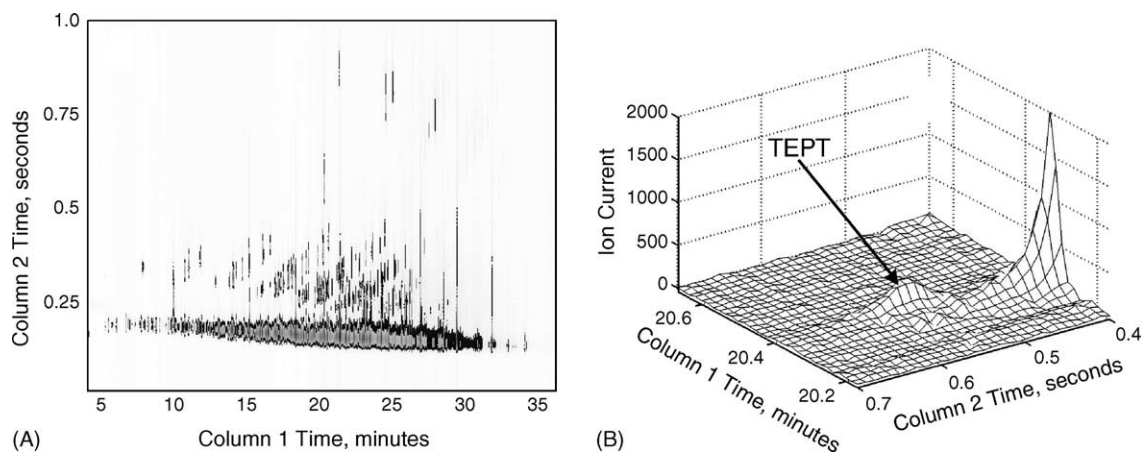 1.0
0.75
0.5
0.25
Column 2 Time, seconds
5 10 15 20 25 30 35
Column 1 Time, minutes
(A)
2000
1500
1000
500
0
Ion Current
TEPT
20.6
20.4
20.2
Column 1 Time, minutes
0.7
0.6
0.5
0.4
Column 2 Time, seconds
(B)